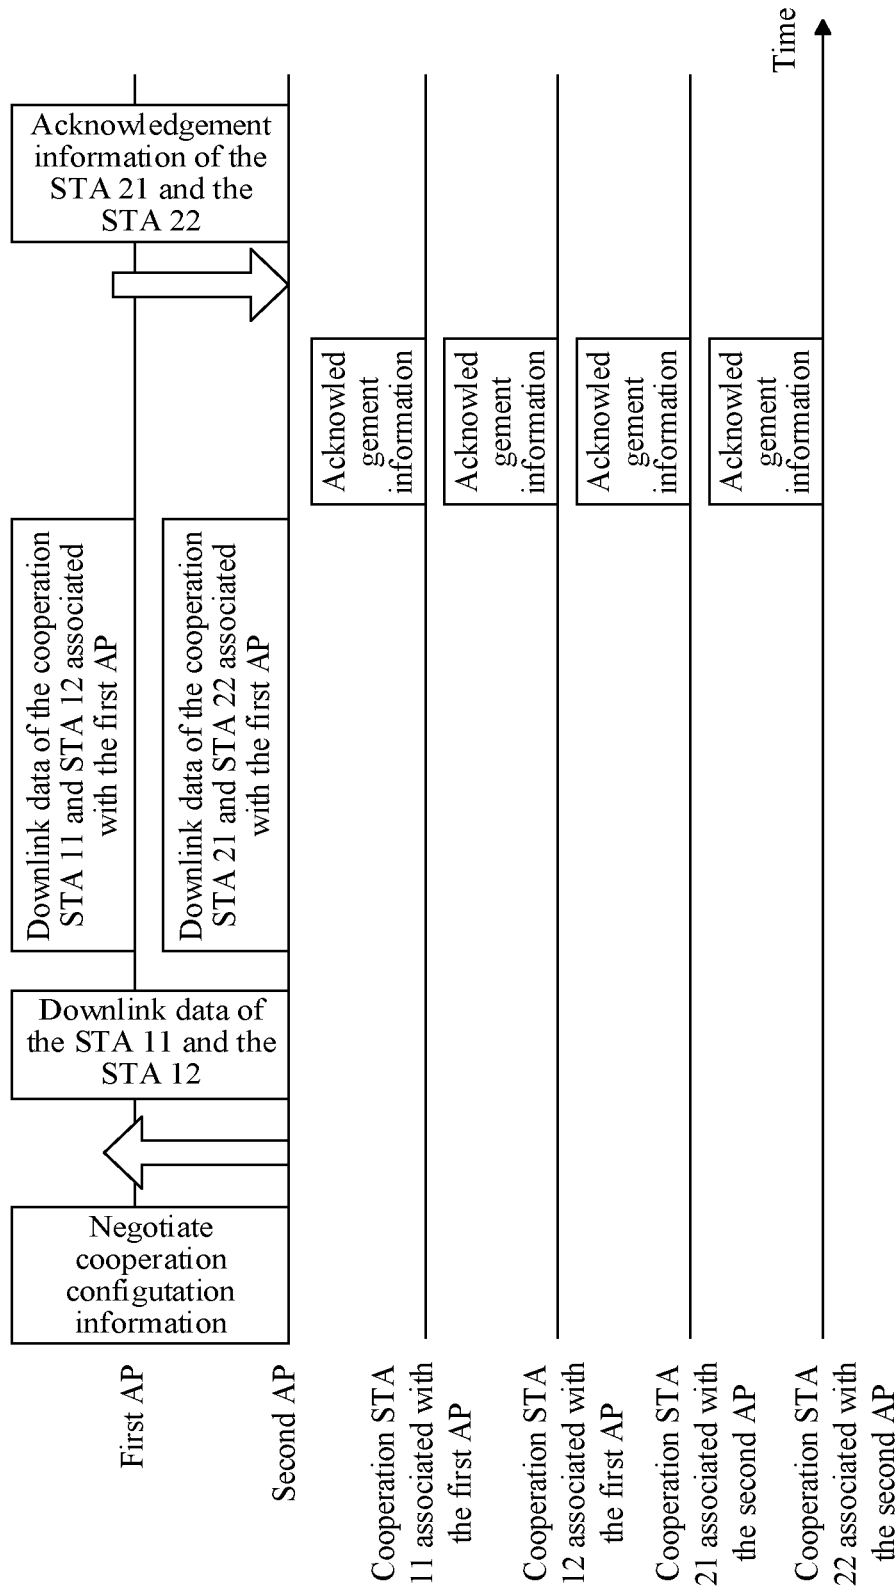 Time
Acknowledgement
information of the
STA 21 and the
STA 22
Acknowled
gement
information
Acknowled
gement
information
Acknowled
gement
information
Acknowled
gement
information
Downlink data of the cooperation
STA 11 and STA 12 associated
with the first AP
Downlink data of the cooperation
STA 21 and STA 22 associated
with the first AP
Downlink data of
the STA 11 and the
STA 12
Negotiate
cooperation
configutation
information
First AP
Second AP
Cooperation STA
11 associated with
the first AP
Cooperation STA
12 associated with
the first AP
Cooperation STA
21 associated with
the second AP
Cooperation STA
22 associated with
the second AP